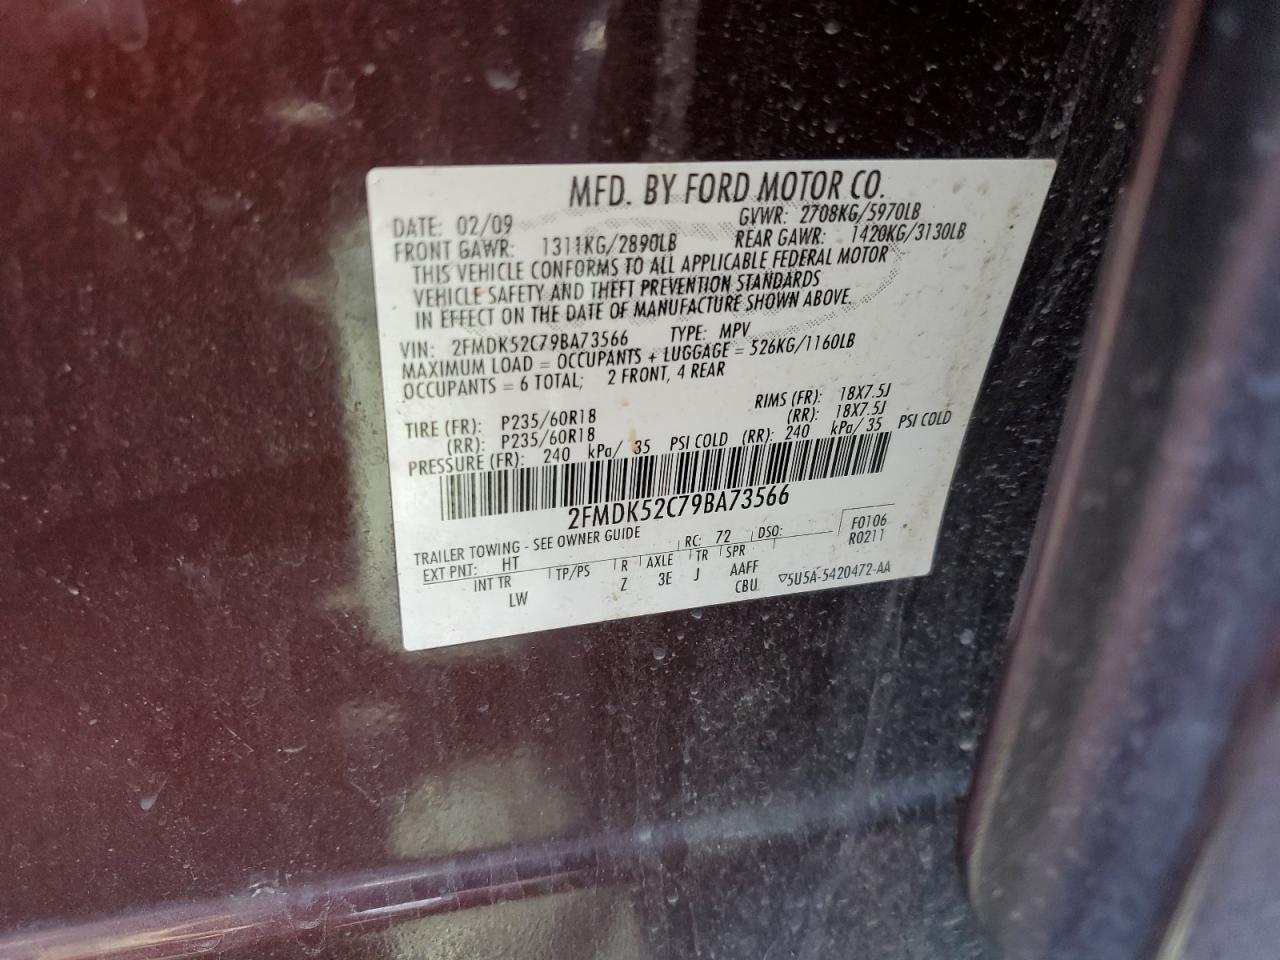 MFD. BY FORD MOTOR CO.
DATE: 02/09 GVWR: 2708KG/5970LB
FRONT GAWR: 1311KG/2890LB REAR GAWR: 1420KG/3130LB
THIS VEHICLE CONFORMS TO ALL APPLICABLE FEDERAL MOTOR
VEHICLE SAFETY AND THEFT PREVENTION STANDARDS
IN EFFECT ON THE DATE OF MANUFACTURE SHOWN ABOVE.
VIN: 2FMDK52C79BA73566 TYPE: MPV
MAXIMUM LOAD = OCCUPANTS + LUGGAGE = 526KG/1160LB
OCCUPANTS = 6 TOTAL; 2 FRONT, 4 REAR
TIRE (FR): P235/60R18 RIMS (FR): 18X7.5J
(RR): P235/60R18 (RR): 18X7.5J
PRESSURE (FR): 240 kPa/ 35 PSI COLD (RR): 240 kPa/ 35 PSI COLD
2FMDK52C79BA73566
TRAILER TOWING - SEE OWNER GUIDE
EXT PNT: HT RC: 72 DSO: F0106
R0211
INT TR TP/PS R AXLE TR SPR
LW Z 3E J AAFF
CBU ▽5U5A-5420472-AA